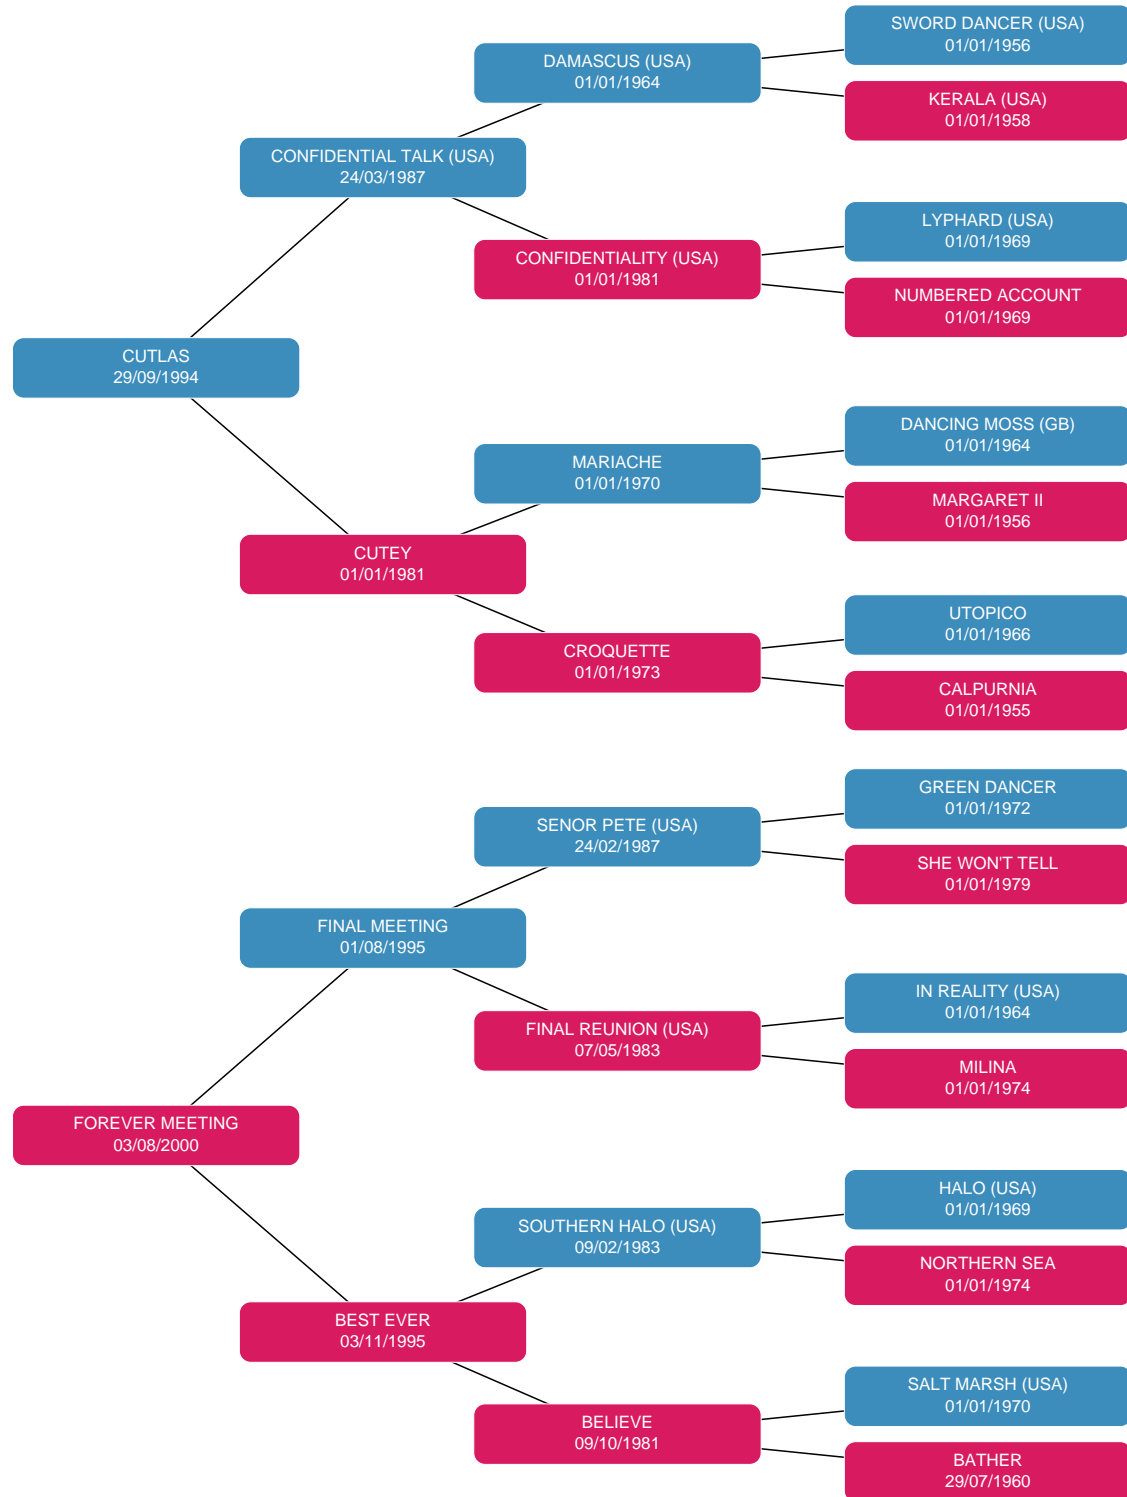 SWORD DANCER (USA)
01/01/1956
DAMASCUS (USA)
01/01/1964
KERALA (USA)
01/01/1958
CONFIDENTIAL TALK (USA)
24/03/1987
LYPHARD (USA)
01/01/1969
CONFIDENTIALITY (USA)
01/01/1981
NUMBERED ACCOUNT
01/01/1969
CUTLAS
29/09/1994
DANCING MOSS (GB)
01/01/1964
MARIACHE
01/01/1970
MARGARET II
01/01/1956
CUTEY
01/01/1981
UTOPICO
01/01/1966
CROQUETTE
01/01/1973
CALPURNIA
01/01/1955
GREEN DANCER
01/01/1972
SENOR PETE (USA)
24/02/1987
SHE WON'T TELL
01/01/1979
FINAL MEETING
01/08/1995
IN REALITY (USA)
01/01/1964
FINAL REUNION (USA)
07/05/1983
MILINA
01/01/1974
FOREVER MEETING
03/08/2000
HALO (USA)
01/01/1969
SOUTHERN HALO (USA)
09/02/1983
NORTHERN SEA
01/01/1974
BEST EVER
03/11/1995
SALT MARSH (USA)
01/01/1970
BELIEVE
09/10/1981
BATHER
29/07/1960